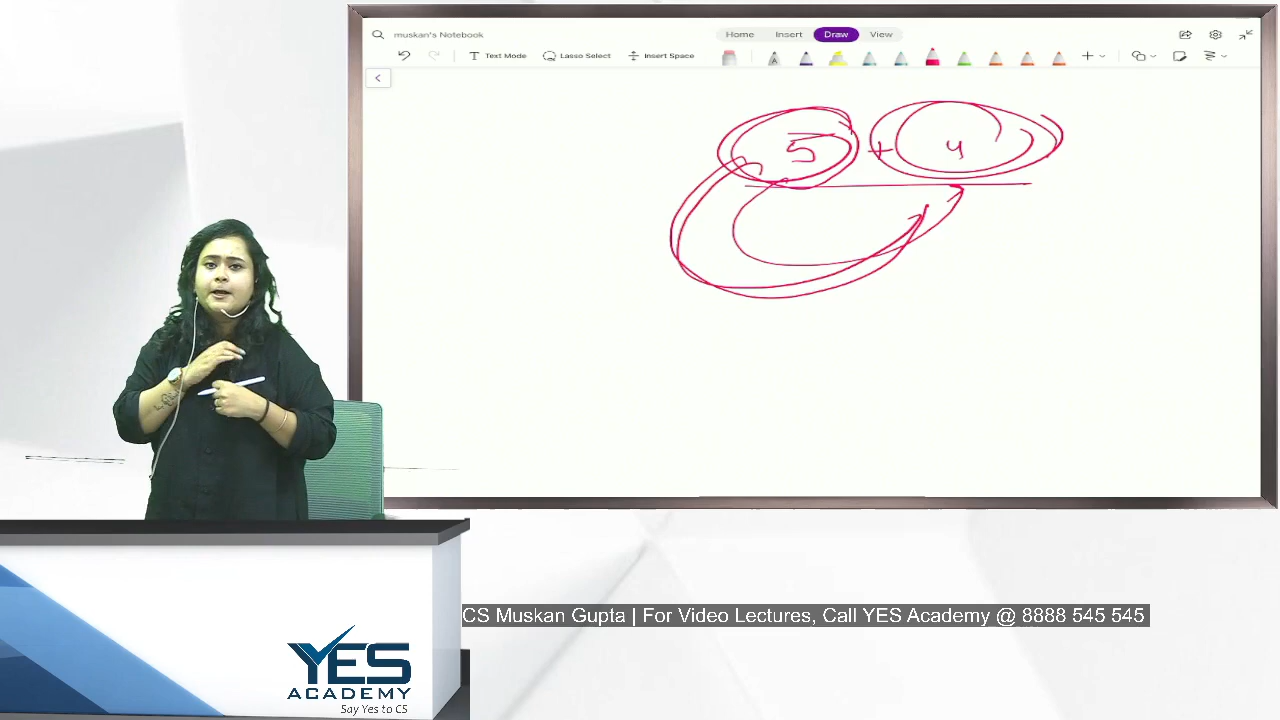 muskan's Notebook
Home Insert Draw View
Text Mode Lasso Select Insert Space
5 + 4
CS Muskan Gupta | For Video Lectures, Call YES Academy @ 8888 545 545
YES
ACADEMY
Say Yes to CS